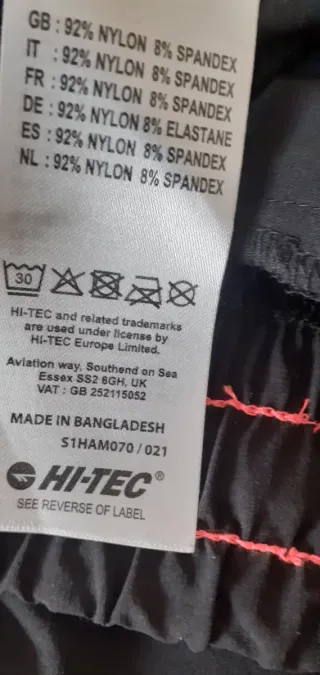 GB : 92% NYLON 8% SPANDEX
IT : 92% NYLON 8% SPANDEX
FR : 92% NYLON 8% SPANDEX
DE : 92% NYLON 8% ELASTANE
ES : 92% NYLON 8% SPANDEX
NL : 92% NYLON 8% SPANDEX
30
HI-TEC and related trademarks
are used under license by
HI-TEC Europe Limited.
Aviation way, Southend on Sea
Essex SS2 6GH, UK
VAT : GB 252115052
MADE IN BANGLADESH
S1HAM070 / 021
HI-TEC®
SEE REVERSE OF LABEL